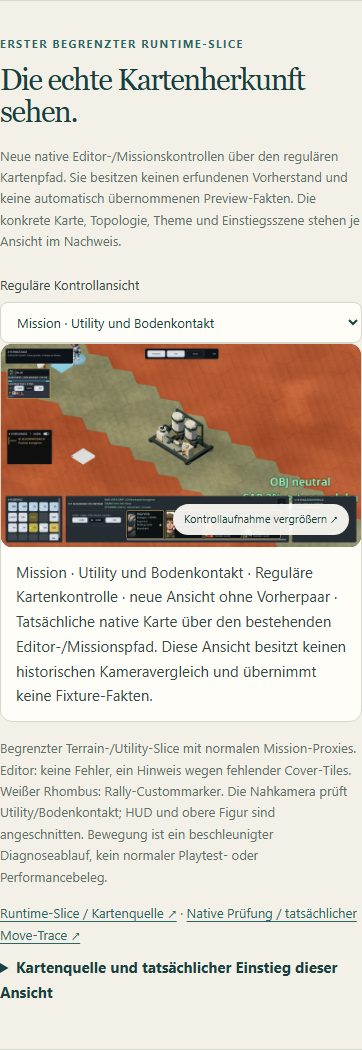 ERSTER BEGRENZTER RUNTIME-SLICE
Die echte Kartenherkunft
sehen.
Neue native Editor-/Missionskontrollen über den regulären
Kartenpfad. Sie besitzen keinen erfundenen Vorherstand und
keine automatisch übernommenen Preview-Fakten. Die
konkrete Karte, Topologie, Theme und Einstiegsszene stehen je
Ansicht im Nachweis.
Reguläre Kontrollansicht
Mission · Utility und Bodenkontakt
OBJ neutral
Kontrollaufnahme vergrößern ↗
Mission · Utility und Bodenkontakt · Reguläre
Kartenkontrolle · neue Ansicht ohne Vorherpaar ·
Tatsächliche native Karte über den bestehenden
Editor-/Missionspfad. Diese Ansicht besitzt keinen
historischen Kameravergleich und übernimmt
keine Fixture-Fakten.
Begrenzter Terrain-/Utility-Slice mit normalen Mission-Proxies.
Editor: keine Fehler, ein Hinweis wegen fehlender Cover-Tiles.
Weißer Rhombus: Rally-Custommarker. Die Nahkamera prüft
Utility/Bodenkontakt; HUD und obere Figur sind
angeschnitten. Bewegung ist ein beschleunigter
Diagnoseablauf, kein normaler Playtest- oder
Performancebeleg.
Runtime-Slice / Kartenquelle ↗ · Native Prüfung / tatsächlicher
Move-Trace ↗
▶ Kartenquelle und tatsächlicher Einstieg dieser
Ansicht